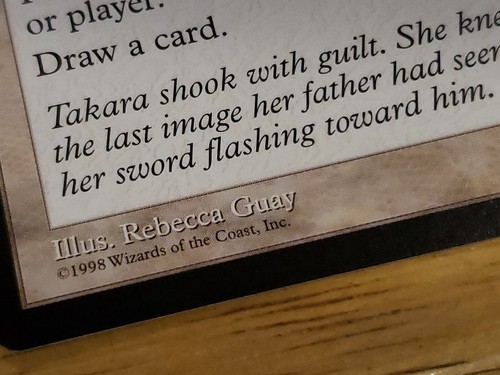 or player.
Draw a card.
Takara shook with guilt. She
the last image her father had
her sword flashing toward him.
Illus. Rebecca Guay
©1998 Wizards of the Coast, Inc.